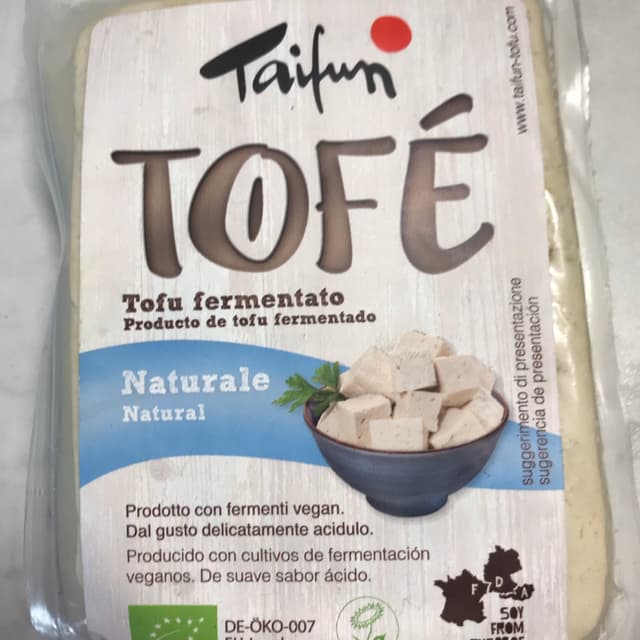 Taifun
www.taifun-tofu.com
TOFÉ
Tofu fermentato
Producto de tofu fermentado
Naturale
Natural
suggerimento di presentazione
sugerencia de presentación
Prodotto con fermenti vegan.
Dal gusto delicatamente acidulo.
Producido con cultivos de fermentación
veganos. De suave sabor ácido.
F D A
SOY
FROM
DE-ÖKO-007